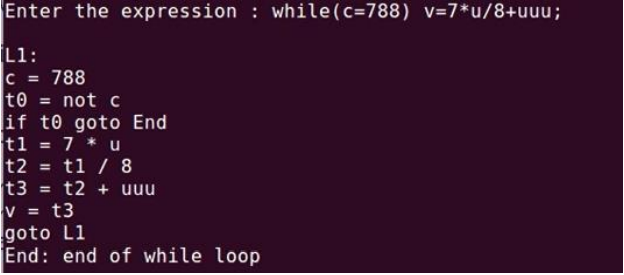 Enter the expression : while(c=788) v=7*u/8+uuu;
L1:
c = 788
t0 = not c
if t0 goto End
t1 = 7 * u
t2 = t1 / 8
t3 = t2 + uuu
v = t3
goto L1
End: end of while loop